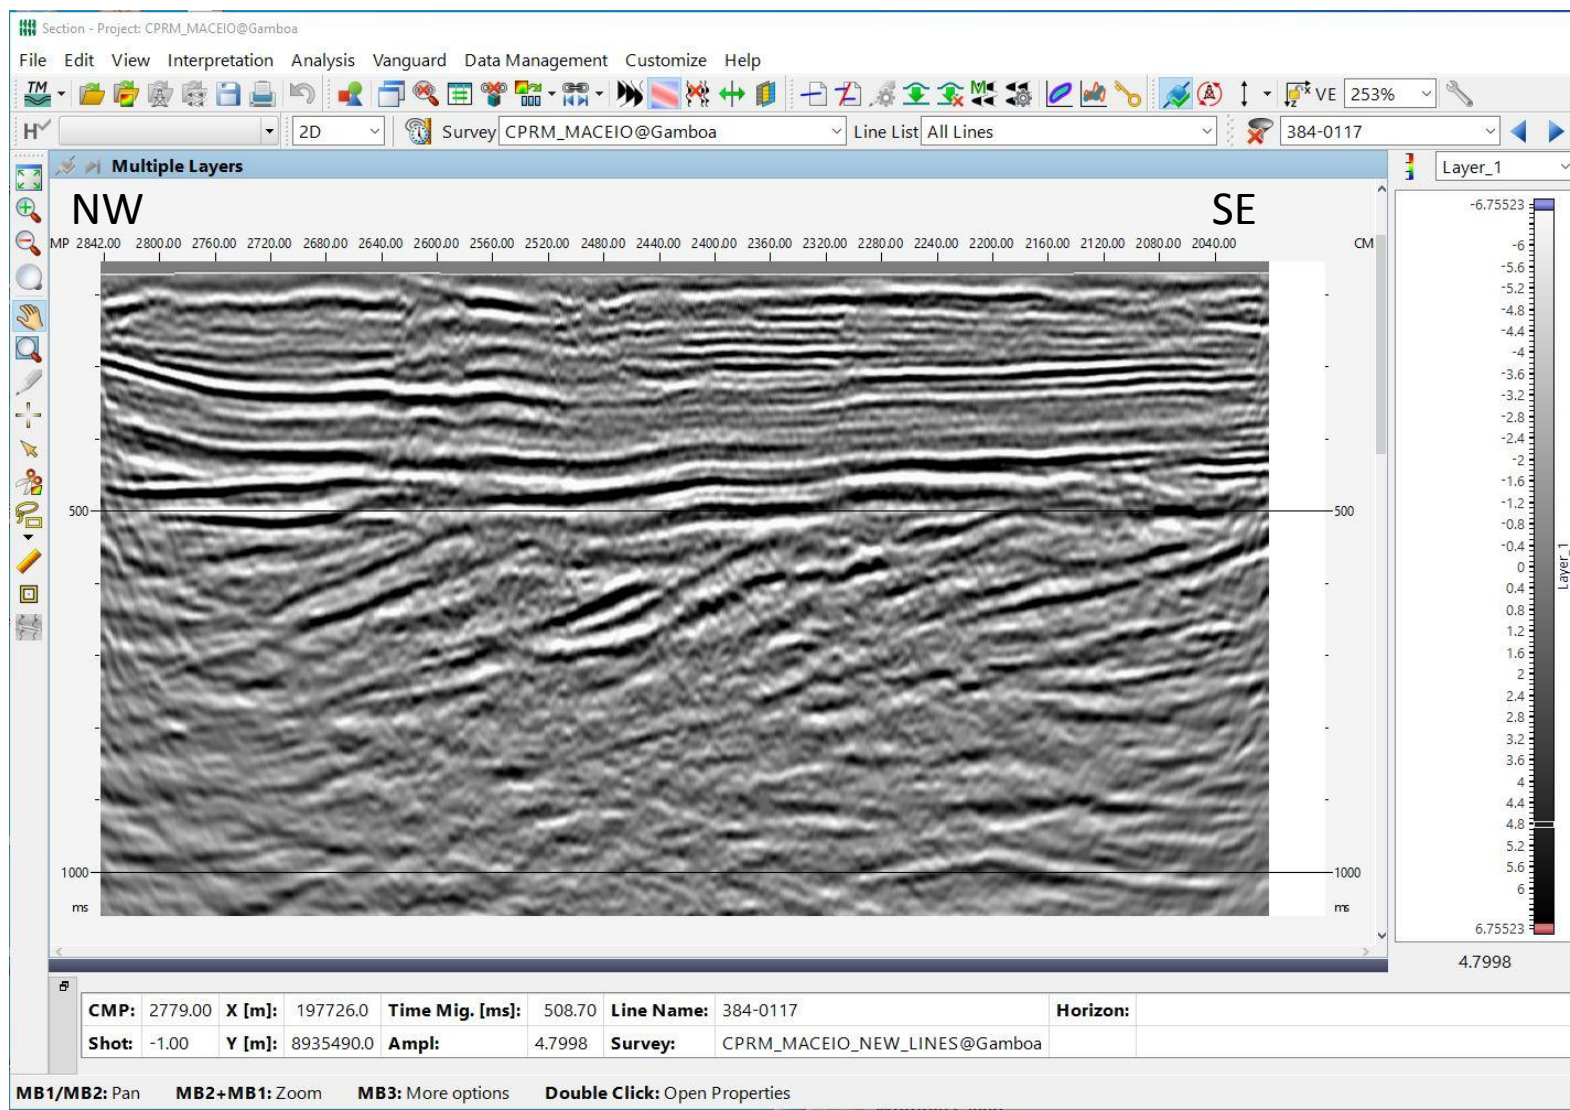 Section - Project: CPRM_MACEIO@Gamboa
File Edit View Interpretation Analysis Vanguard Data Management Customize Help
TM VE 253%
H 2D Survey CPRM_MACEIO@Gamboa Line List All Lines 384-0117
Multiple Layers
Layer_1
NW SE
MP 2842.00 2800.00 2760.00 2720.00 2680.00 2640.00 2600.00 2560.00 2520.00 2480.00 2440.00 2400.00 2360.00 2320.00 2280.00 2240.00 2200.00 2160.00 2120.00 2080.00 2040.00 CM
500 500
1000 1000
ms ms
-6.75523
-6
-5.6
-5.2
-4.8
-4.4
-4
-3.6
-3.2
-2.8
-2.4
-2
-1.6
-1.2
-0.8
-0.4
0
0.4
0.8
1.2
1.6
2
2.4
2.8
3.2
3.6
4
4.4
4.8
5.2
5.6
6
6.75523
Layer_1
4.7998
CMP: 2779.00 X [m]: 197726.0 Time Mig. [ms]: 508.70 Line Name: 384-0117 Horizon:
Shot: -1.00 Y [m]: 8935490.0 Ampl: 4.7998 Survey: CPRM_MACEIO_NEW_LINES@Gamboa
MB1/MB2: Pan MB2+MB1: Zoom MB3: More options Double Click: Open Properties